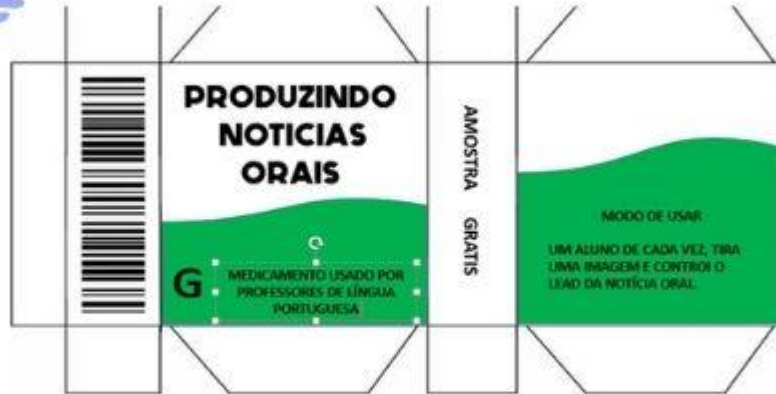 PRODUZINDO
NOTICIAS
ORAIS
G
MEDICAMENTO USADO POR
PROFESSORES DE LÍNGUA
PORTUGUESA
AMOSTRA GRATIS
MODO DE USAR
UM ALUNO DE CADA VEZ, TIRA
UMA IMAGEM E CONTROI O
LEAD DA NOTÍCIA ORAL